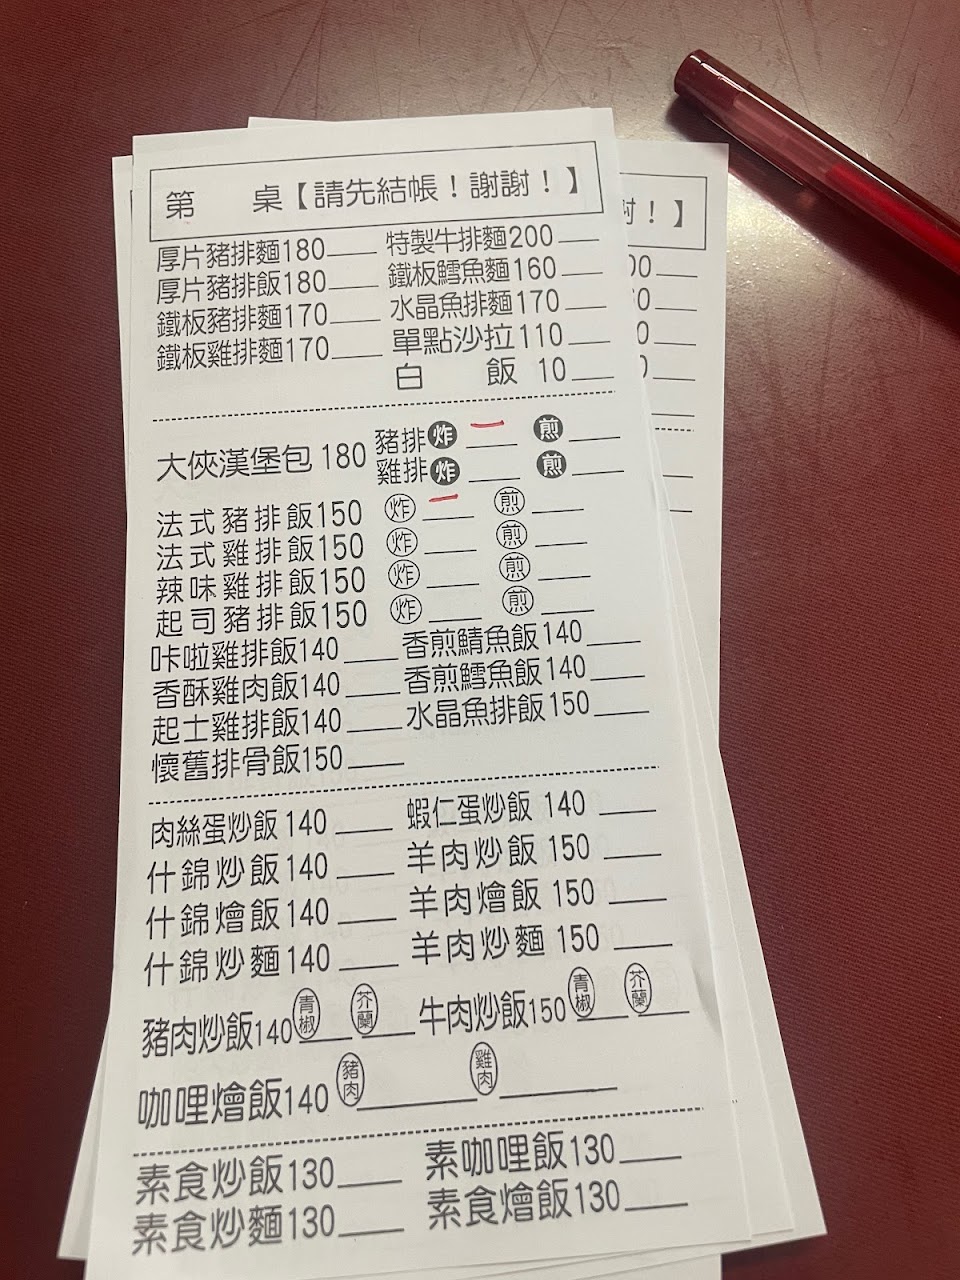 第 桌【請先結帳！謝謝！】
厚片豬排麵180 特製牛排麵200
厚片豬排飯180 鐵板鱈魚麵160
鐵板豬排麵170 水晶魚排麵170
鐵板雞排麵170 單點沙拉110
白 飯 10
大俠漢堡包 180 豬排 炸 一 煎
雞排 炸 煎
法式豬排飯150 炸 一 煎
法式雞排飯150 炸 煎
辣味雞排飯150 炸 煎
起司豬排飯150 炸 煎
咔啦雞排飯140 香煎鯖魚飯140
香酥雞肉飯140 香煎鱈魚飯140
起士雞排飯140 水晶魚排飯150
懷舊排骨飯150
肉絲蛋炒飯140 蝦仁蛋炒飯 140
什錦炒飯140 羊肉炒飯 150
什錦燴飯140 羊肉燴飯 150
什錦炒麵140 羊肉炒麵 150
豬肉炒飯140 青椒 芥蘭 牛肉炒飯150 青椒 芥蘭
咖哩燴飯140 豬肉 雞肉
素食炒飯130 素咖哩飯130
素食炒麵130 素食燴飯130
！】